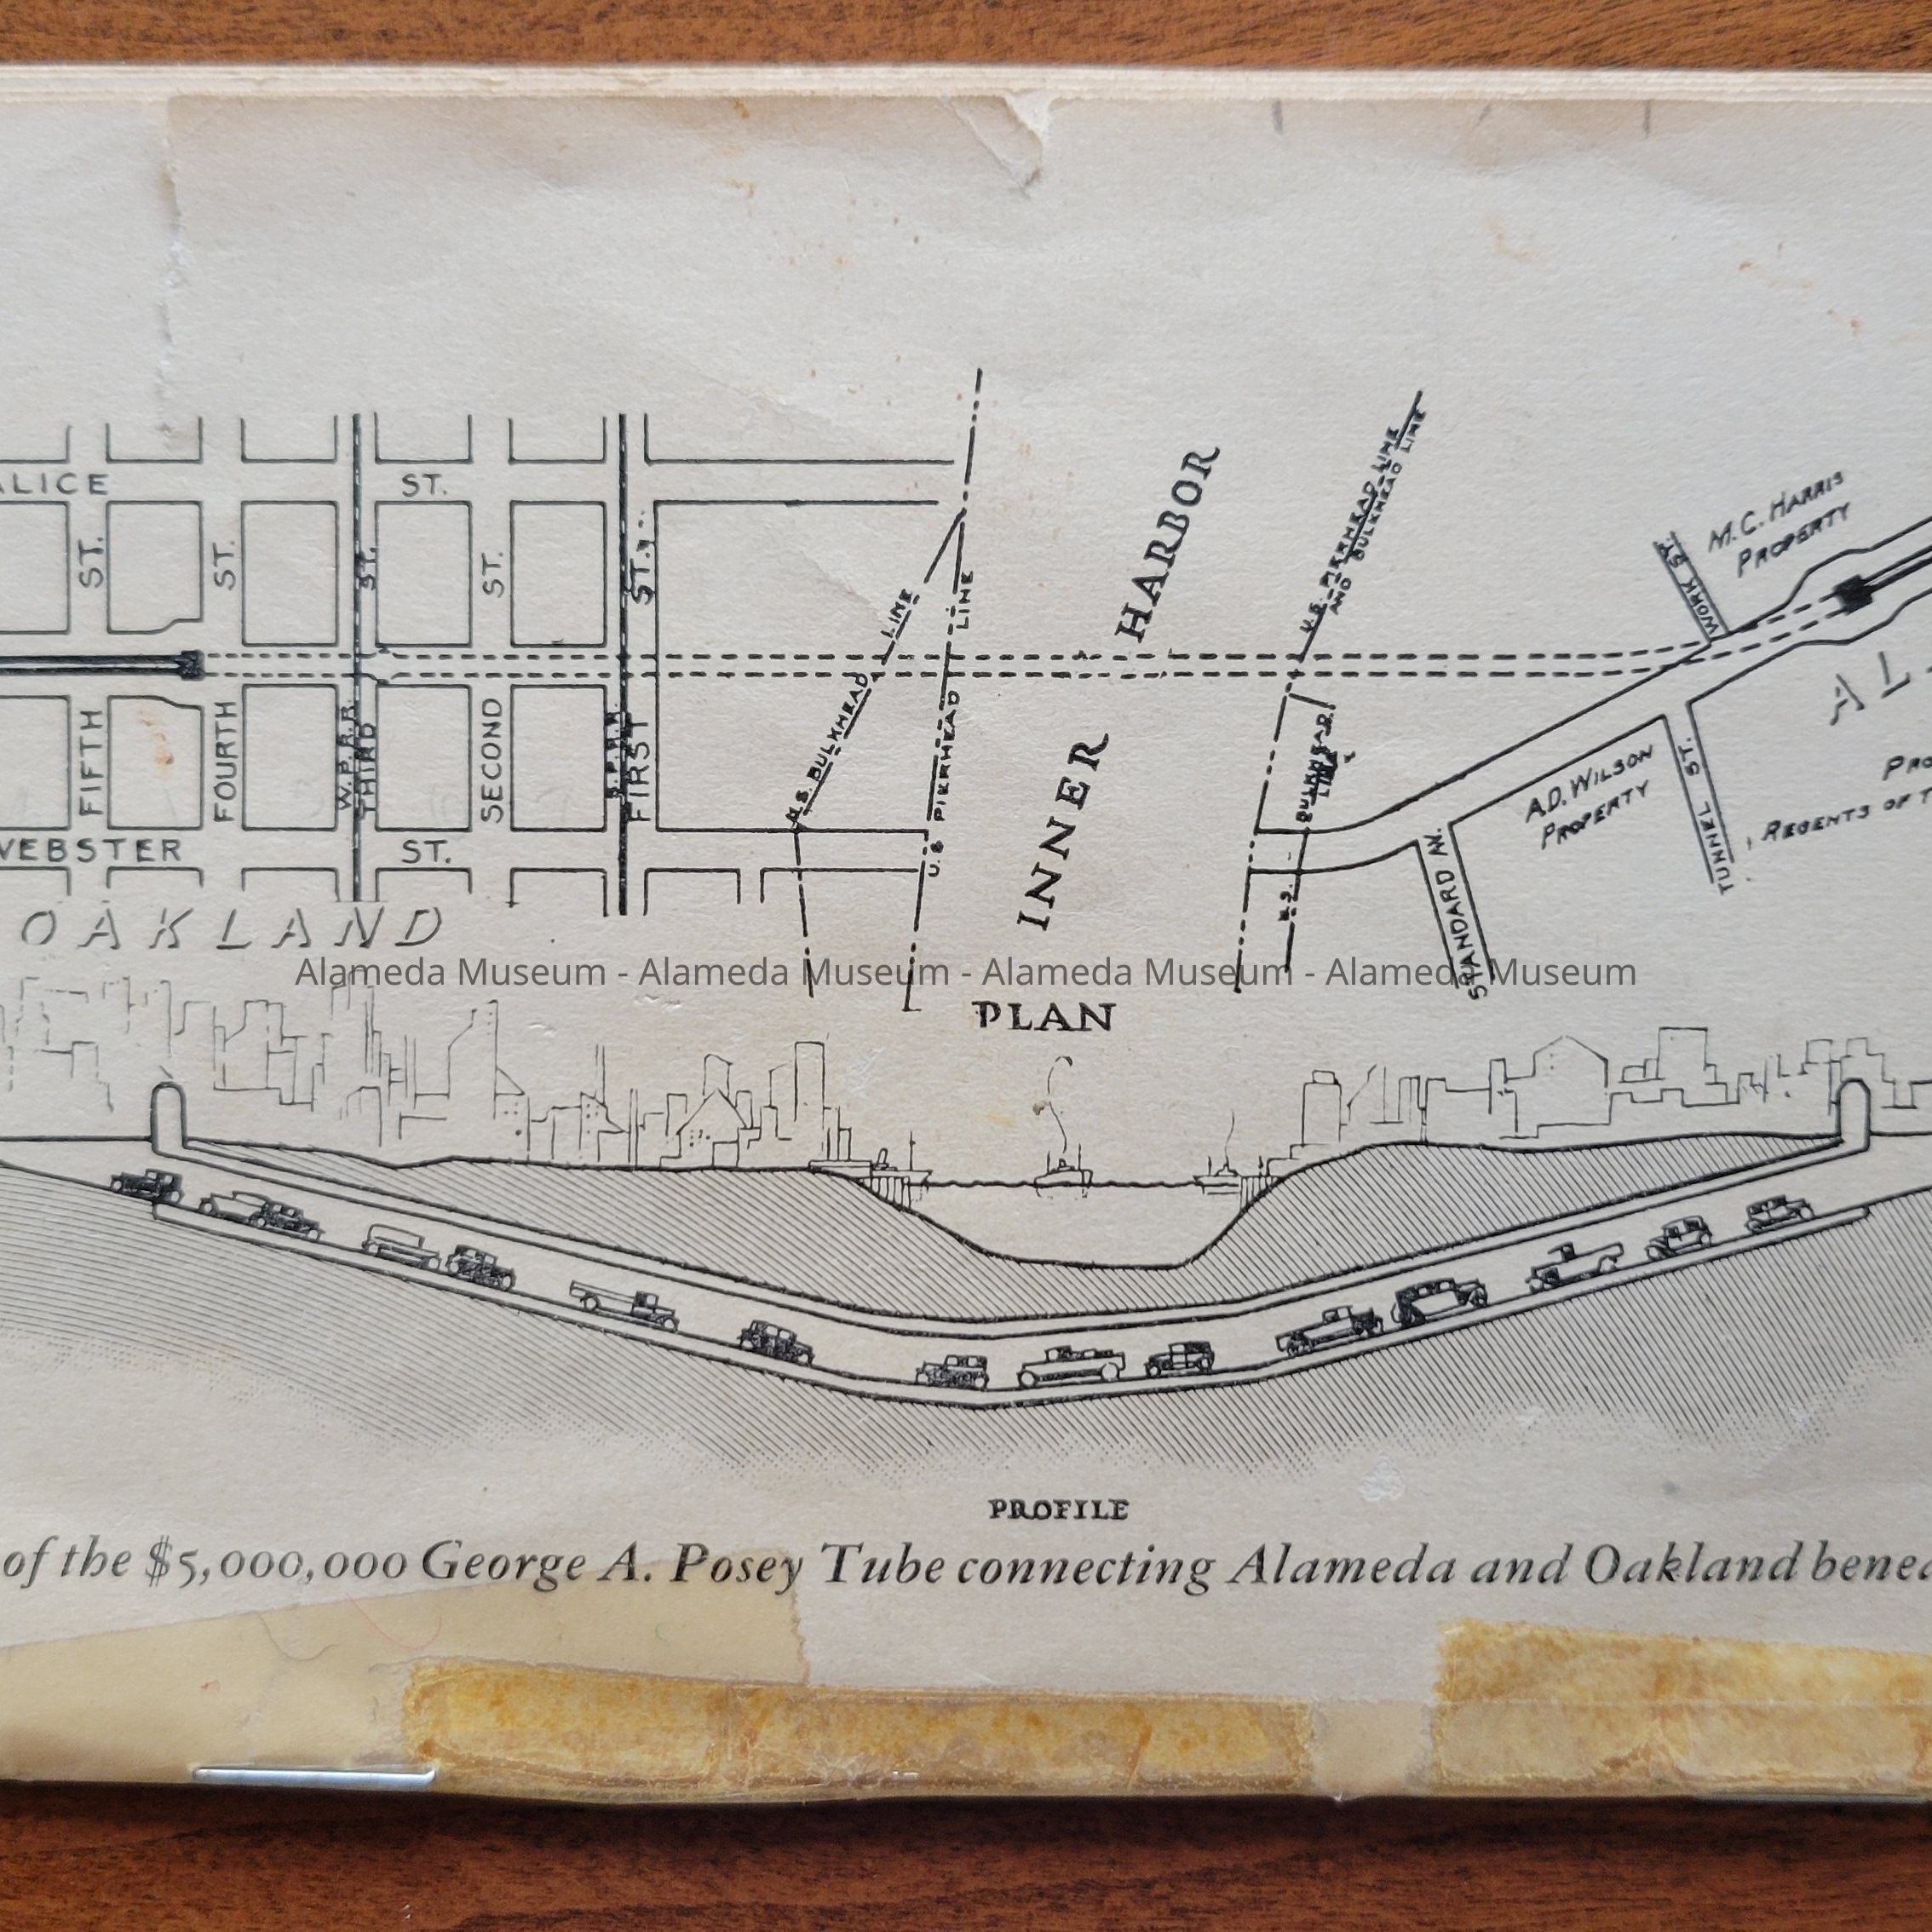 ALICE ST.
ST.
ST.
ST.
ST.
ST.
FIFTH
FOURTH
W.P.R.R.
THIRD
SECOND
S.P.R.R.
FIRST
WEBSTER ST.
OAKLAND
U.S. BULKHEAD LINE
U.S. PIERHEAD LINE
INNER HARBOR
U.S. PIERHEAD LINE
AND BULKHEAD LINE
U.S. BULKHEAD LINE
WORK ST.
M.C. HARRIS
PROPERTY
AL
A.D. WILSON
PROPERTY
STANDARD AV.
TUNNEL ST.
PRO
REGENTS OF T
Alameda Museum - Alameda Museum - Alameda Museum - Alameda Museum
PLAN
PROFILE
of the $5,000,000 George A. Posey Tube connecting Alameda and Oakland benea